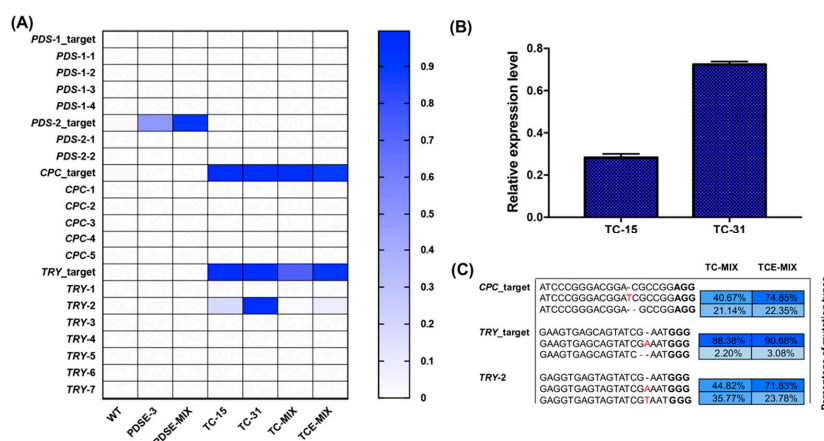 (A)
PDS-1_target
PDS-1-1
PDS-1-2
PDS-1-3
PDS-1-4
PDS-2_target
PDS-2-1
PDS-2-2
CPC_target
CPC-1
CPC-2
CPC-3
CPC-4
CPC-5
TRY_target
TRY-1
TRY-2
TRY-3
TRY-4
TRY-5
TRY-6
TRY-7
WT PDSE-3 PDSE-MIX TC-15 TC-31 TC-MIX TCE-MIX
0.9
0.8
0.7
0.6
0.5
0.4
0.3
0.2
0.1
0
(B)
Relative expression level
0.8
0.6
0.4
0.2
0.0
TC-15 TC-31
(C)
TC-MIX TCE-MIX
CPC_target ATCCCGGGACGGA-CGCCGGAGG
ATCCCGGGACGGATCGCCGGAGG 40.67% 74.85%
ATCCCGGGACGGA--GCCGGAGG 21.14% 22.35%
TRY_target GAAGTGAGCAGTATCG-AATGGG
GAAGTGAGCAGTATCGAAATGGG 88.38% 90.68%
GAAGTGAGCAGTATC--AATGGG 2.20% 3.08%
TRY-2 GAGGTGAGTAGTATCG-AATGGG
GAGGTGAGTAGTATCGAAATGGG 44.82% 71.83%
GAGGTGAGTAGTATCGTAATGGG 35.77% 23.78%